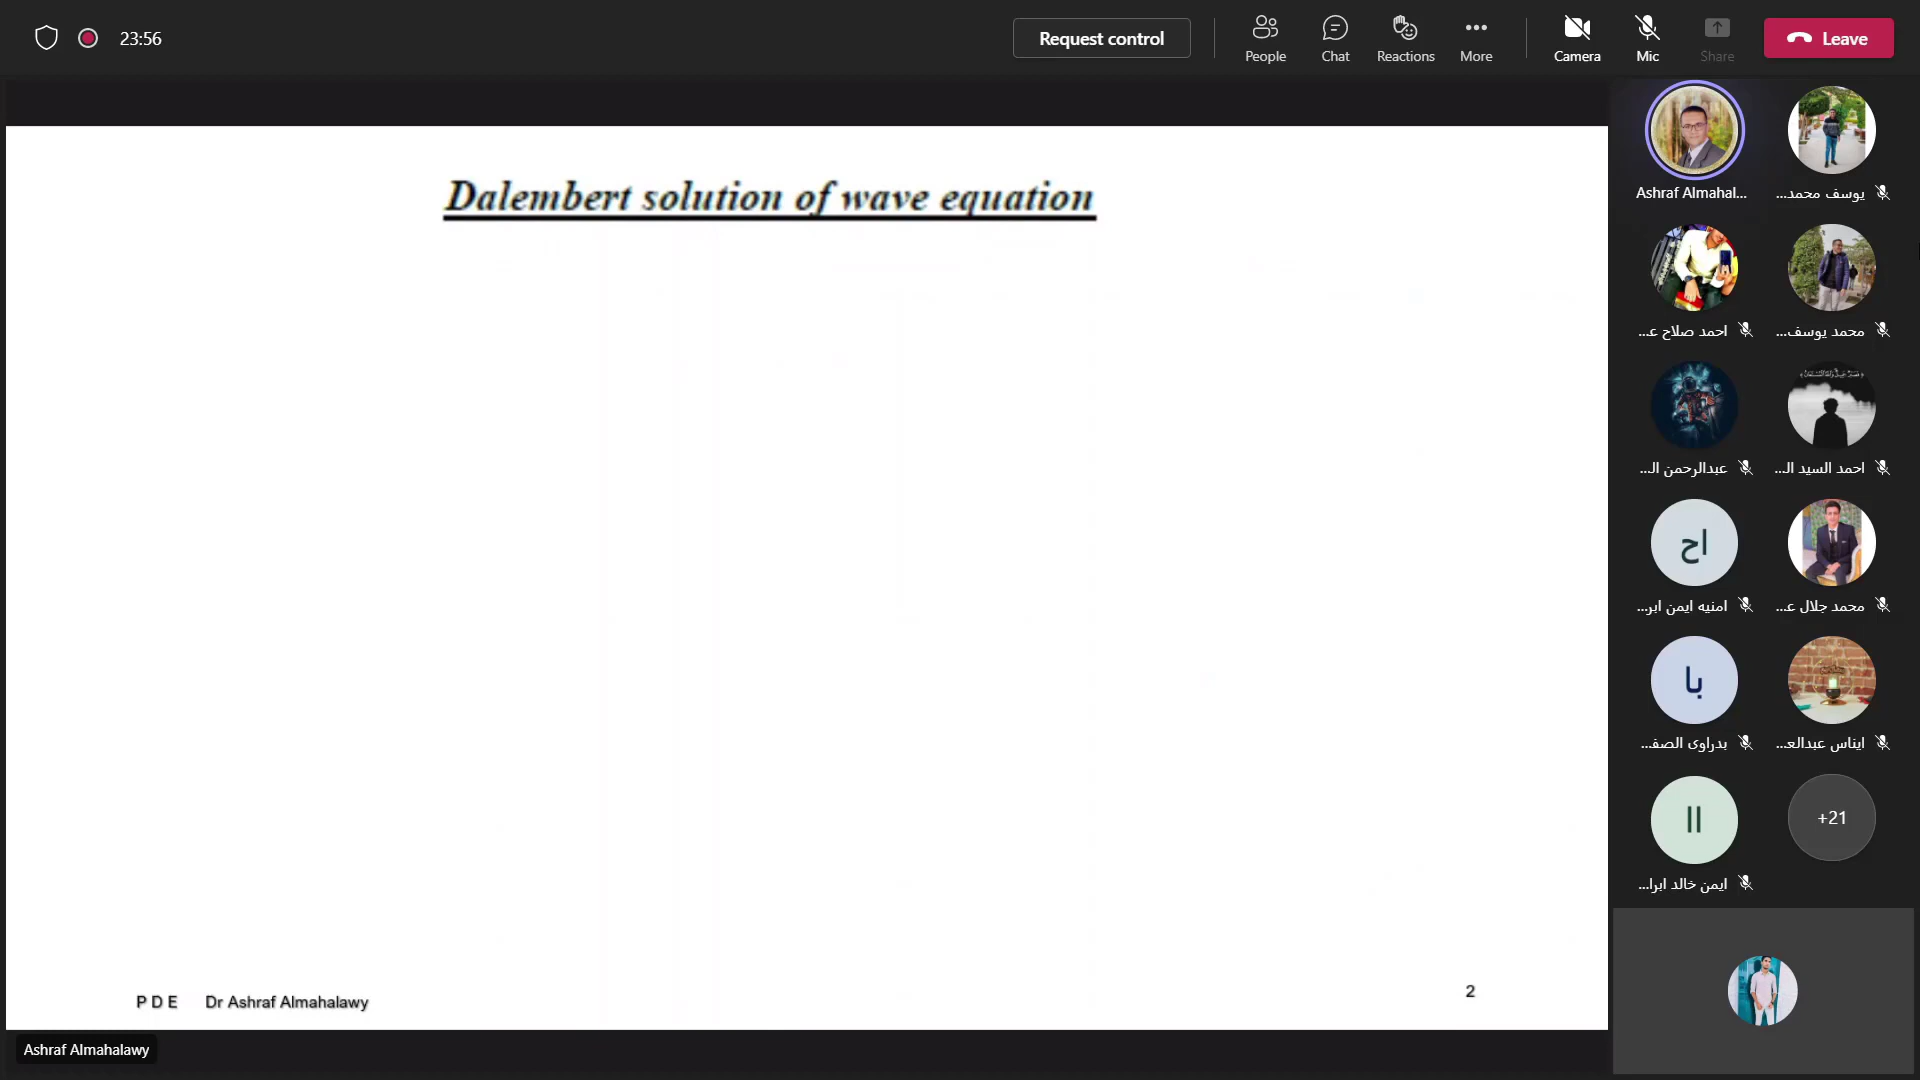 23:56
Request control
People
Chat
Reactions
More
Camera
Mic
Share
Leave
Dalembert solution of wave equation
P D E Dr Ashraf Almahalawy
2
Ashraf Almahalawy
Ashraf Almahal...
يوسف محمد...
احمد صلاح ع...
محمد يوسف...
عبدالرحمن ال...
احمد السيد ال...
اح
امنيه ايمن ابر...
محمد جلال ع...
با
بدراوى الصف...
ايناس عبدالع...
اا
ايمن خالد ابرا...
+21